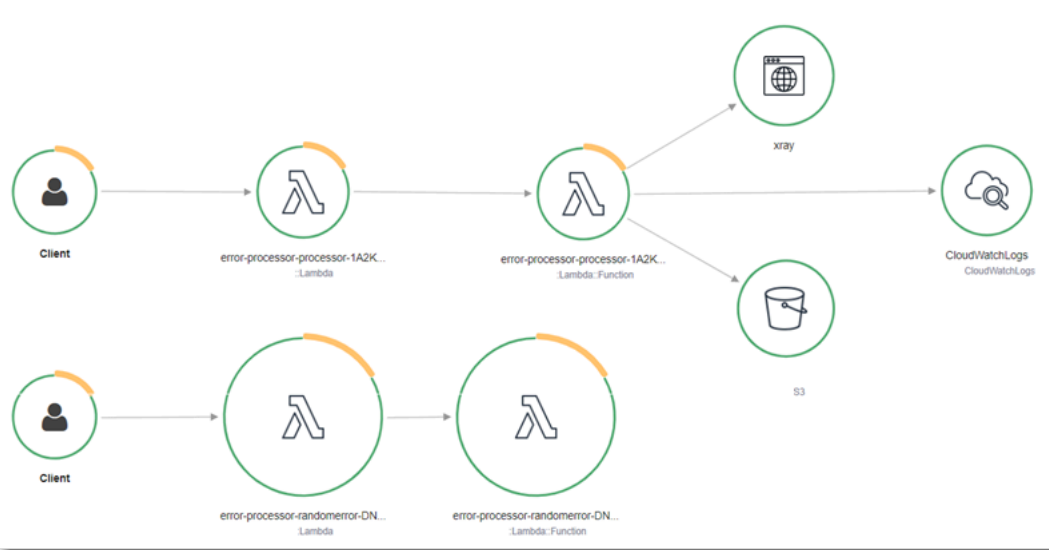 xray
Client
error-processor-processor-1A2K...
::Lambda
error-processor-processor-1A2K...
:Lambda::Function
CloudWatchLogs
CloudWatchLogs
S3
Client
error-processor-randomerror-DN...
:Lambda
error-processor-randomerror-DN...
:Lambda::Function